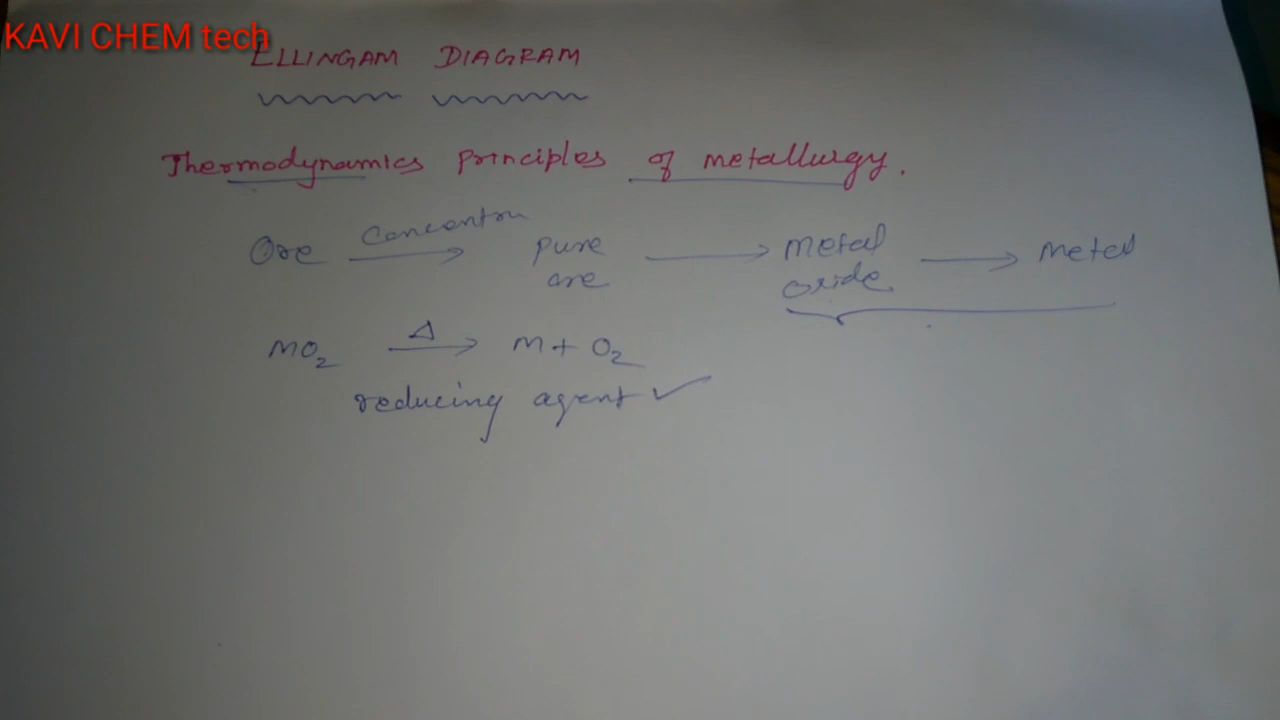 KAVI CHEM tech
ELLINGAM DIAGRAM
Thermodynamics principles of metallurgy.
Ore Concentrn → pure ore → Metal oxide → Metal
MO₂ Δ → M + O₂
reducing agent ✓